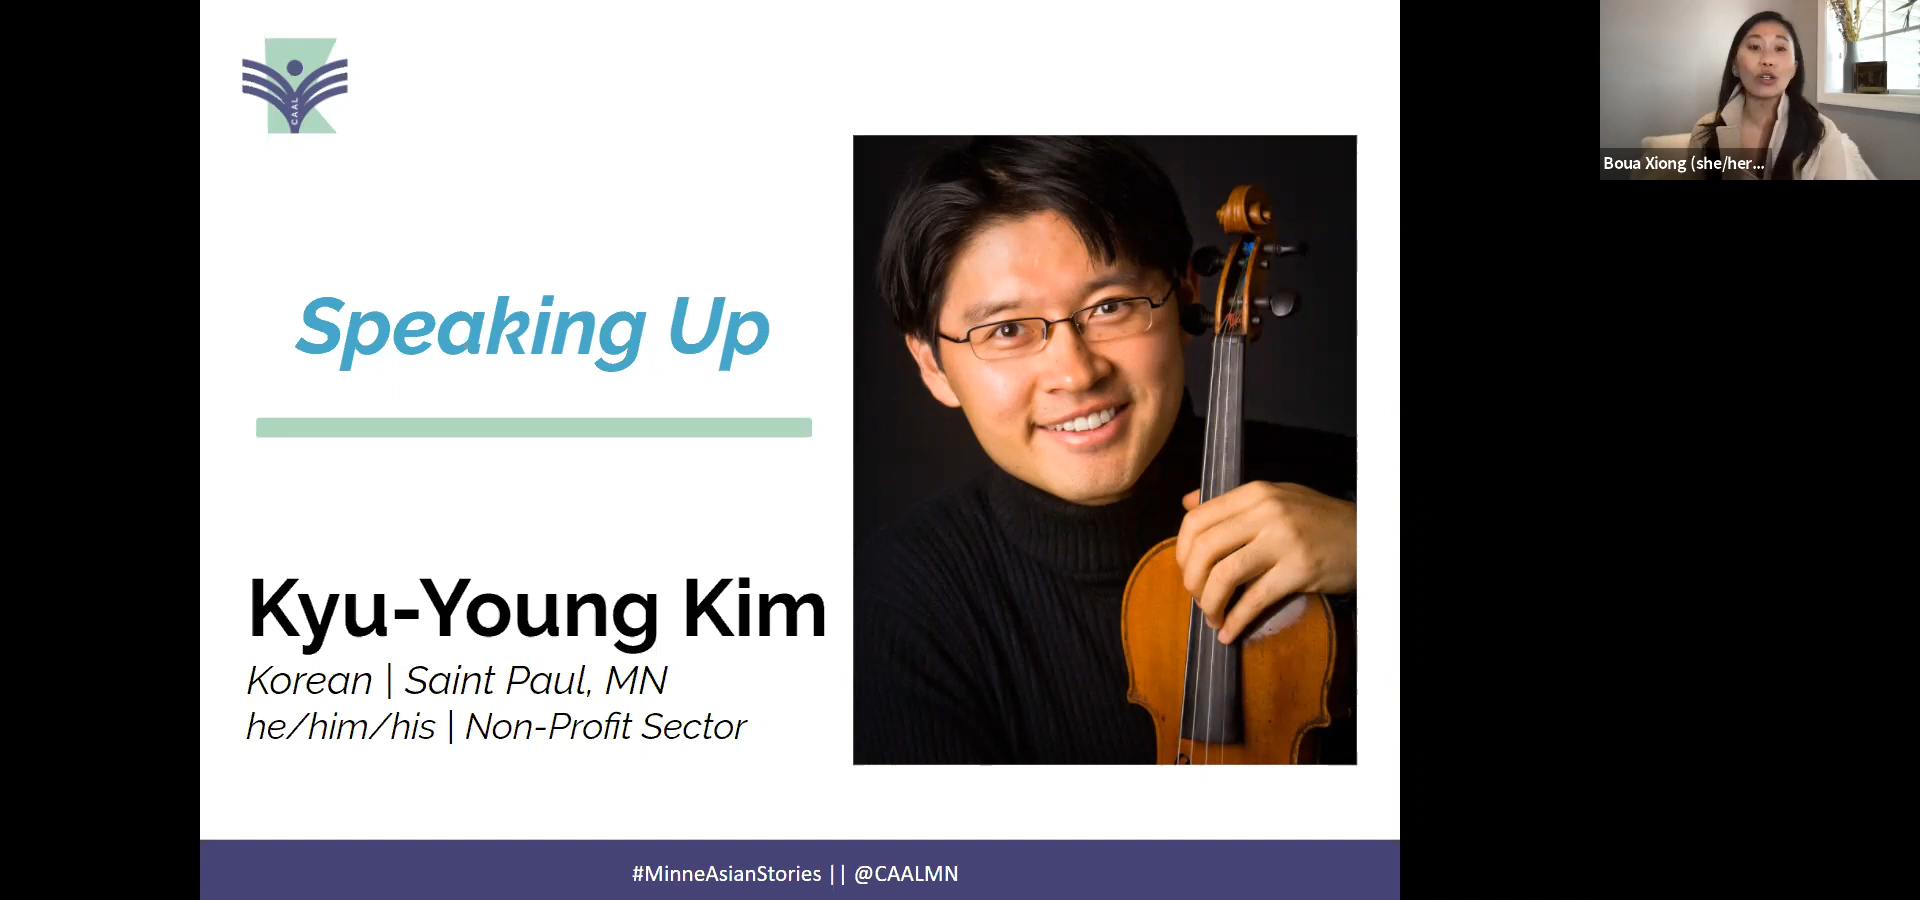 CAAL
Speaking Up
Kyu-Young Kim
Korean | Saint Paul, MN
he/him/his | Non-Profit Sector
#MinneAsianStories || @CAALMN
Boua Xiong (she/her...